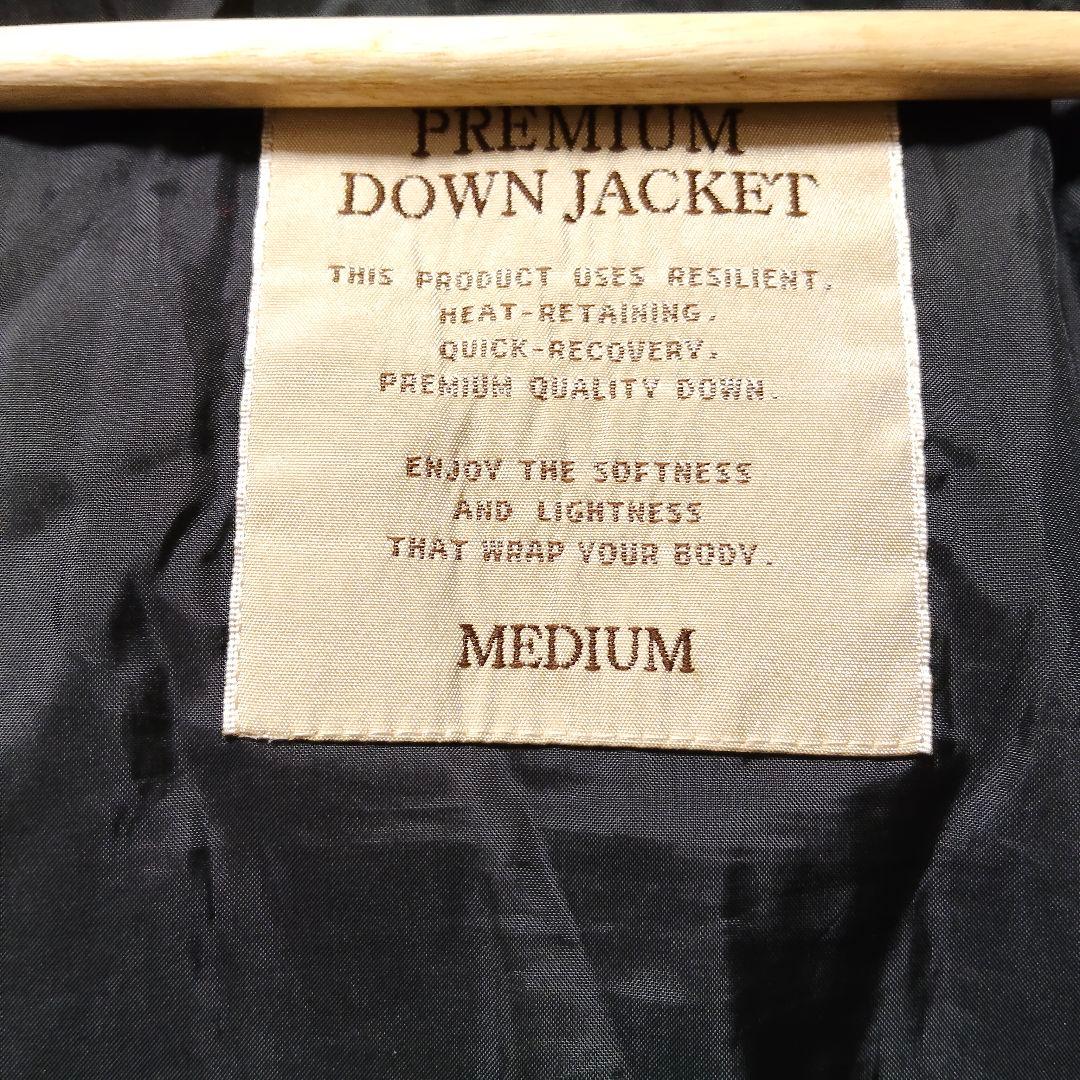 PREMIUM
DOWN JACKET
THIS PRODUCT USES RESILIENT,
HEAT-RETAINING,
QUICK-RECOVERY,
PREMIUM QUALITY DOWN.
ENJOY THE SOFTNESS
AND LIGHTNESS
THAT WRAP YOUR BODY.
MEDIUM